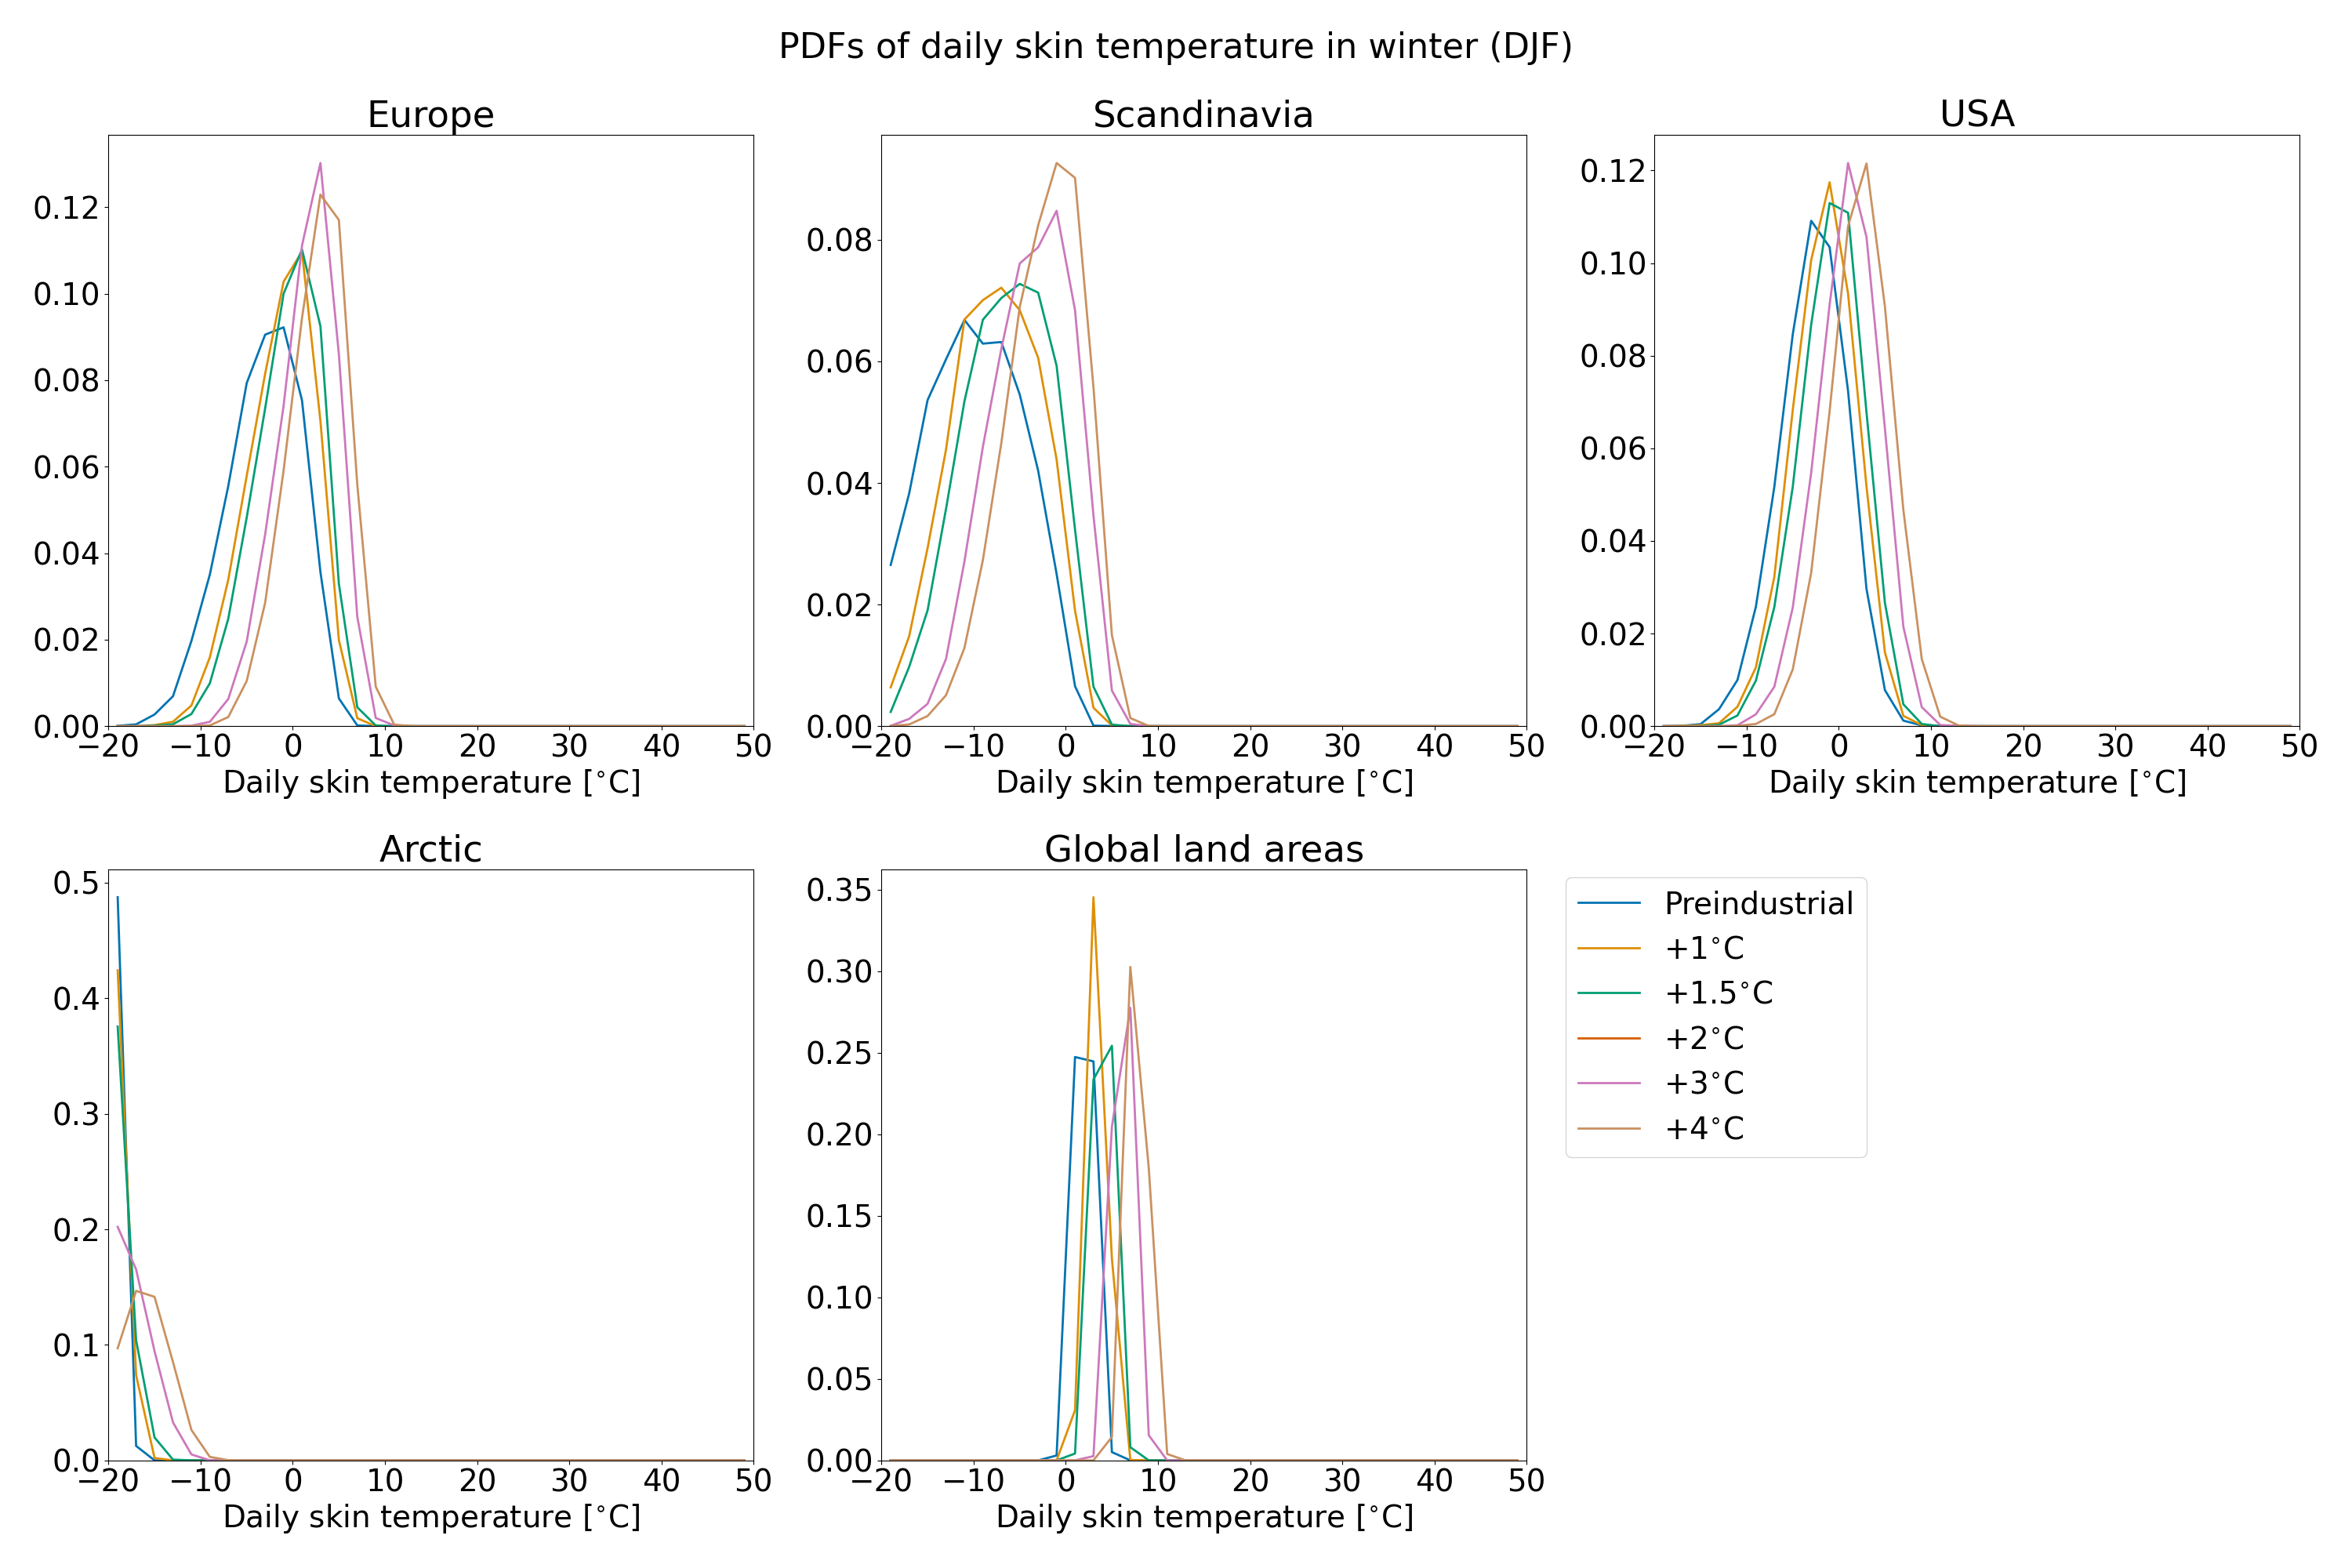 PDFs of daily skin temperature in winter (DJF)
Europe
0.12
0.10
0.08
0.06
0.04
0.02
0.00
−20 −10 0 10 20 30 40 50
Daily skin temperature [°C]
Scandinavia
0.08
0.06
0.04
0.02
0.00
−20 −10 0 10 20 30 40 50
Daily skin temperature [°C]
USA
0.12
0.10
0.08
0.06
0.04
0.02
0.00
−20 −10 0 10 20 30 40 50
Daily skin temperature [°C]
Arctic
0.5
0.4
0.3
0.2
0.1
0.0
−20 −10 0 10 20 30 40 50
Daily skin temperature [°C]
Global land areas
0.35
0.30
0.25
0.20
0.15
0.10
0.05
0.00
−20 −10 0 10 20 30 40 50
Daily skin temperature [°C]
Preindustrial
+1°C
+1.5°C
+2°C
+3°C
+4°C